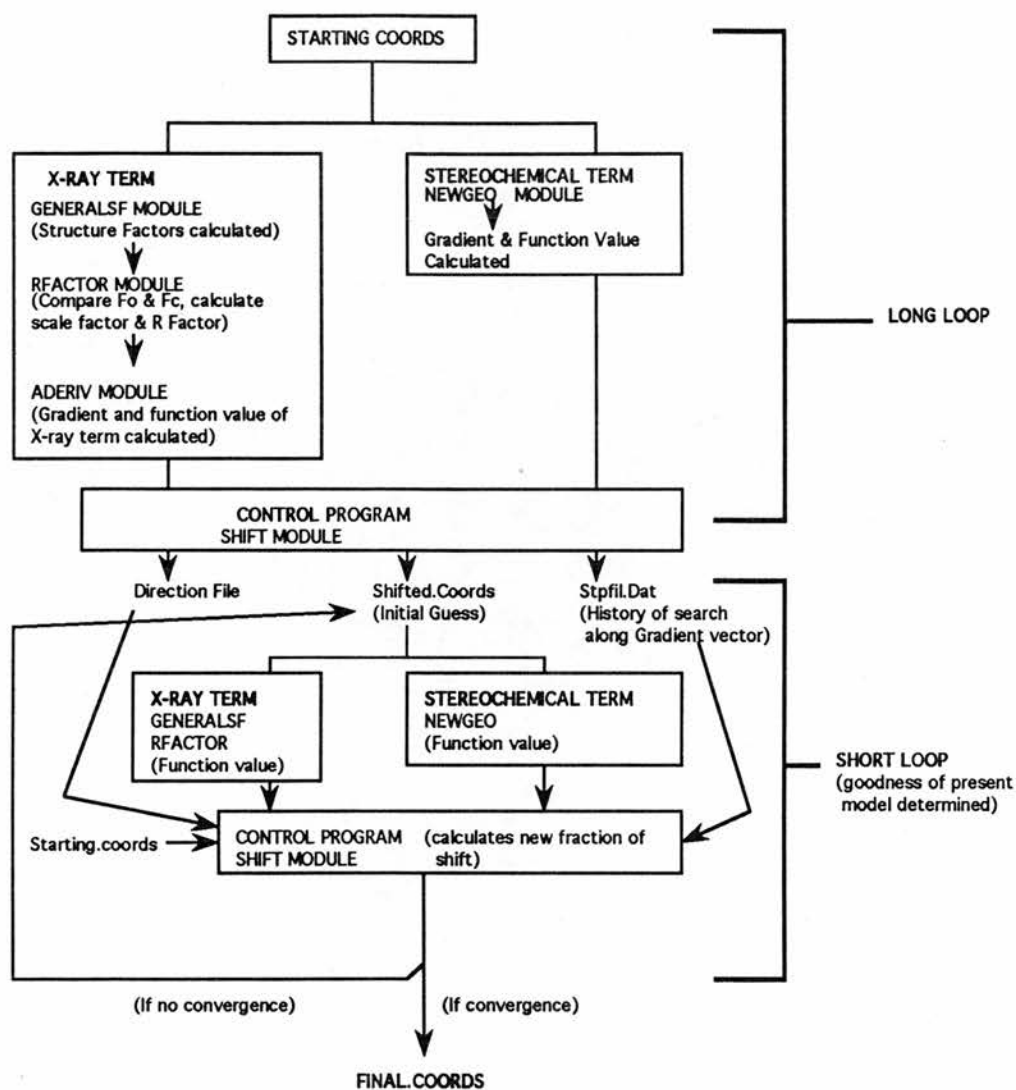 STARTING COORDS
X-RAY TERM
GENERALSF MODULE
(Structure Factors calculated)
RFACTOR MODULE
(Compare Fo & Fc, calculate
scale factor & R Factor)
ADERIV MODULE
(Gradient and function value of
X-ray term calculated)
STEREOCHEMICAL TERM
NEWGEO MODULE
Gradient & Function Value
Calculated
LONG LOOP
CONTROL PROGRAM
SHIFT MODULE
Direction File
Shifted.Coords
(Initial Guess)
Stpfil.Dat
(History of search
along Gradient vector)
X-RAY TERM
GENERALSF
RFACTOR
(Function value)
STEREOCHEMICAL TERM
NEWGEO
(Function value)
SHORT LOOP
(goodness of present
model determined)
Starting.coords
CONTROL PROGRAM (calculates new fraction of
SHIFT MODULE shift)
(If no convergence)
(If convergence)
FINAL.COORDS